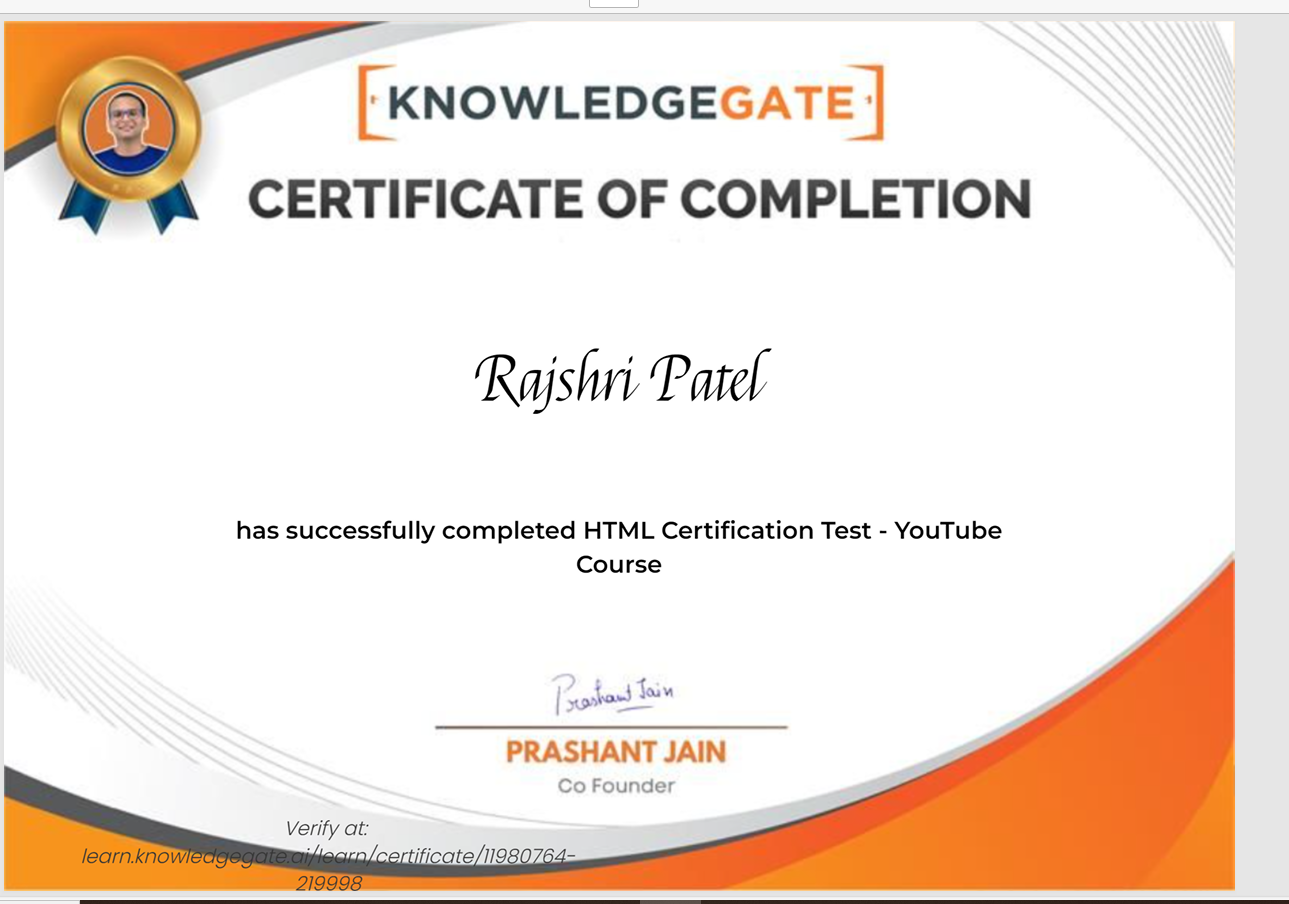 KNOWLEDGEGATE
CERTIFICATE OF COMPLETION
Rajshri Patel
has successfully completed HTML Certification Test - YouTube
Course
Prashant Jain
PRASHANT JAIN
Co Founder
Verify at:
learn.knowledgegate.ai/learn/certificate/11980764-
219998